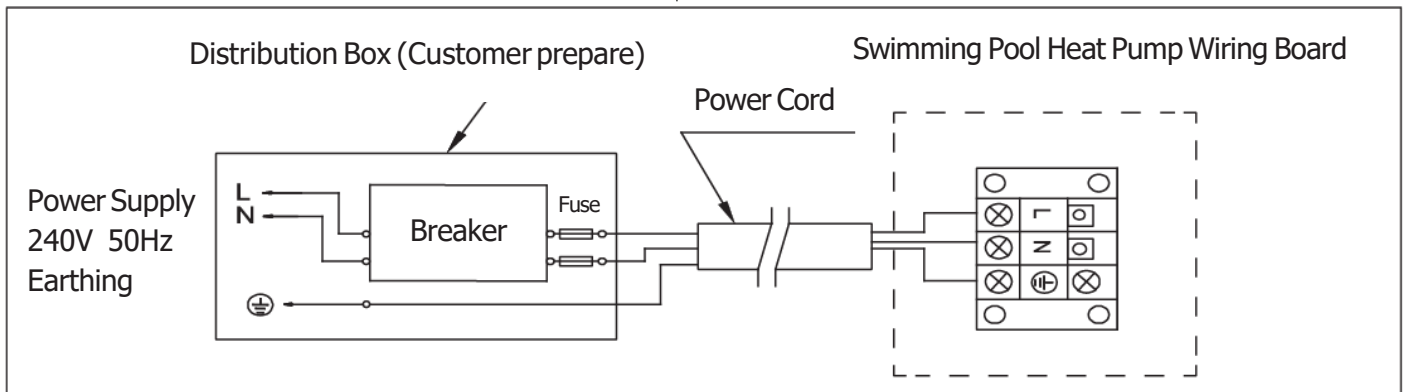 Distribution Box (Customer prepare)
Swimming Pool Heat Pump Wiring Board
Power Cord
Power Supply
240V 50Hz
Earthing
L
N
Breaker
Fuse
L
N